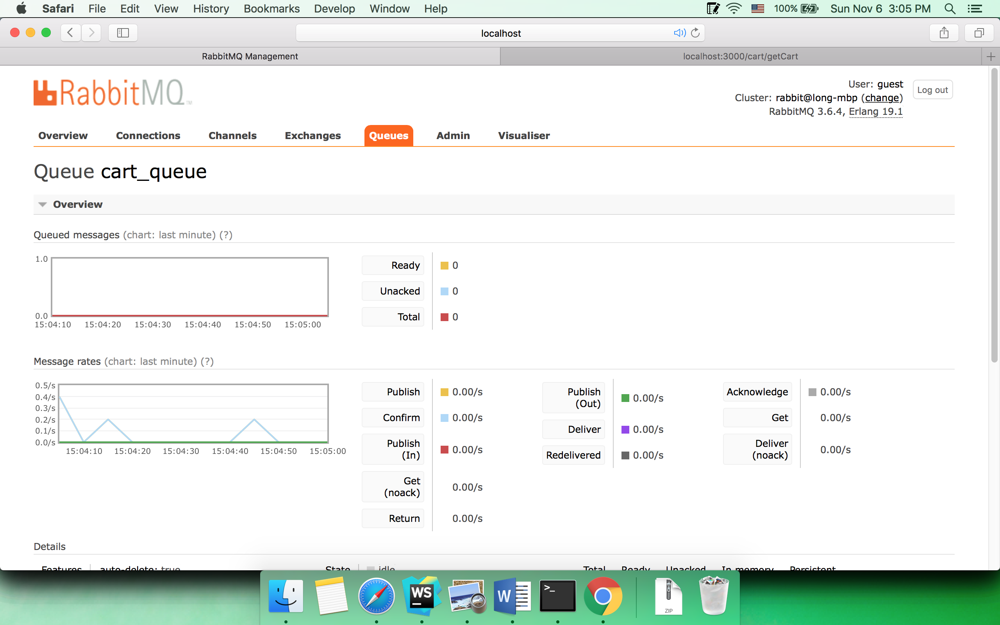 Safari File Edit View History Bookmarks Develop Window Help 100% Sun Nov 6 3:05 PM
localhost
RabbitMQ Management localhost:3000/cart/getCart
RabbitMQ™
User: guest
Log out
Cluster: rabbit@long-mbp (change)
RabbitMQ 3.6.4, Erlang 19.1
Overview Connections Channels Exchanges Queues Admin Visualiser
Queue cart_queue
Overview
Queued messages (chart: last minute) (?)
1.0
0.0
15:04:10 15:04:20 15:04:30 15:04:40 15:04:50 15:05:00
Ready 0
Unacked 0
Total 0
Message rates (chart: last minute) (?)
0.5/s
0.4/s
0.3/s
0.2/s
0.1/s
0.0/s
15:04:10 15:04:20 15:04:30 15:04:40 15:04:50 15:05:00
Publish 0.00/s
Confirm 0.00/s
Publish
(In) 0.00/s
Get
(noack) 0.00/s
Return 0.00/s
Publish
(Out) 0.00/s
Deliver 0.00/s
Redelivered 0.00/s
Acknowledge 0.00/s
Get 0.00/s
Deliver
(noack) 0.00/s
Details
Features auto-delete: true State idle Total Ready Unacked In memory Persistent
WS
W
>_
ZIP